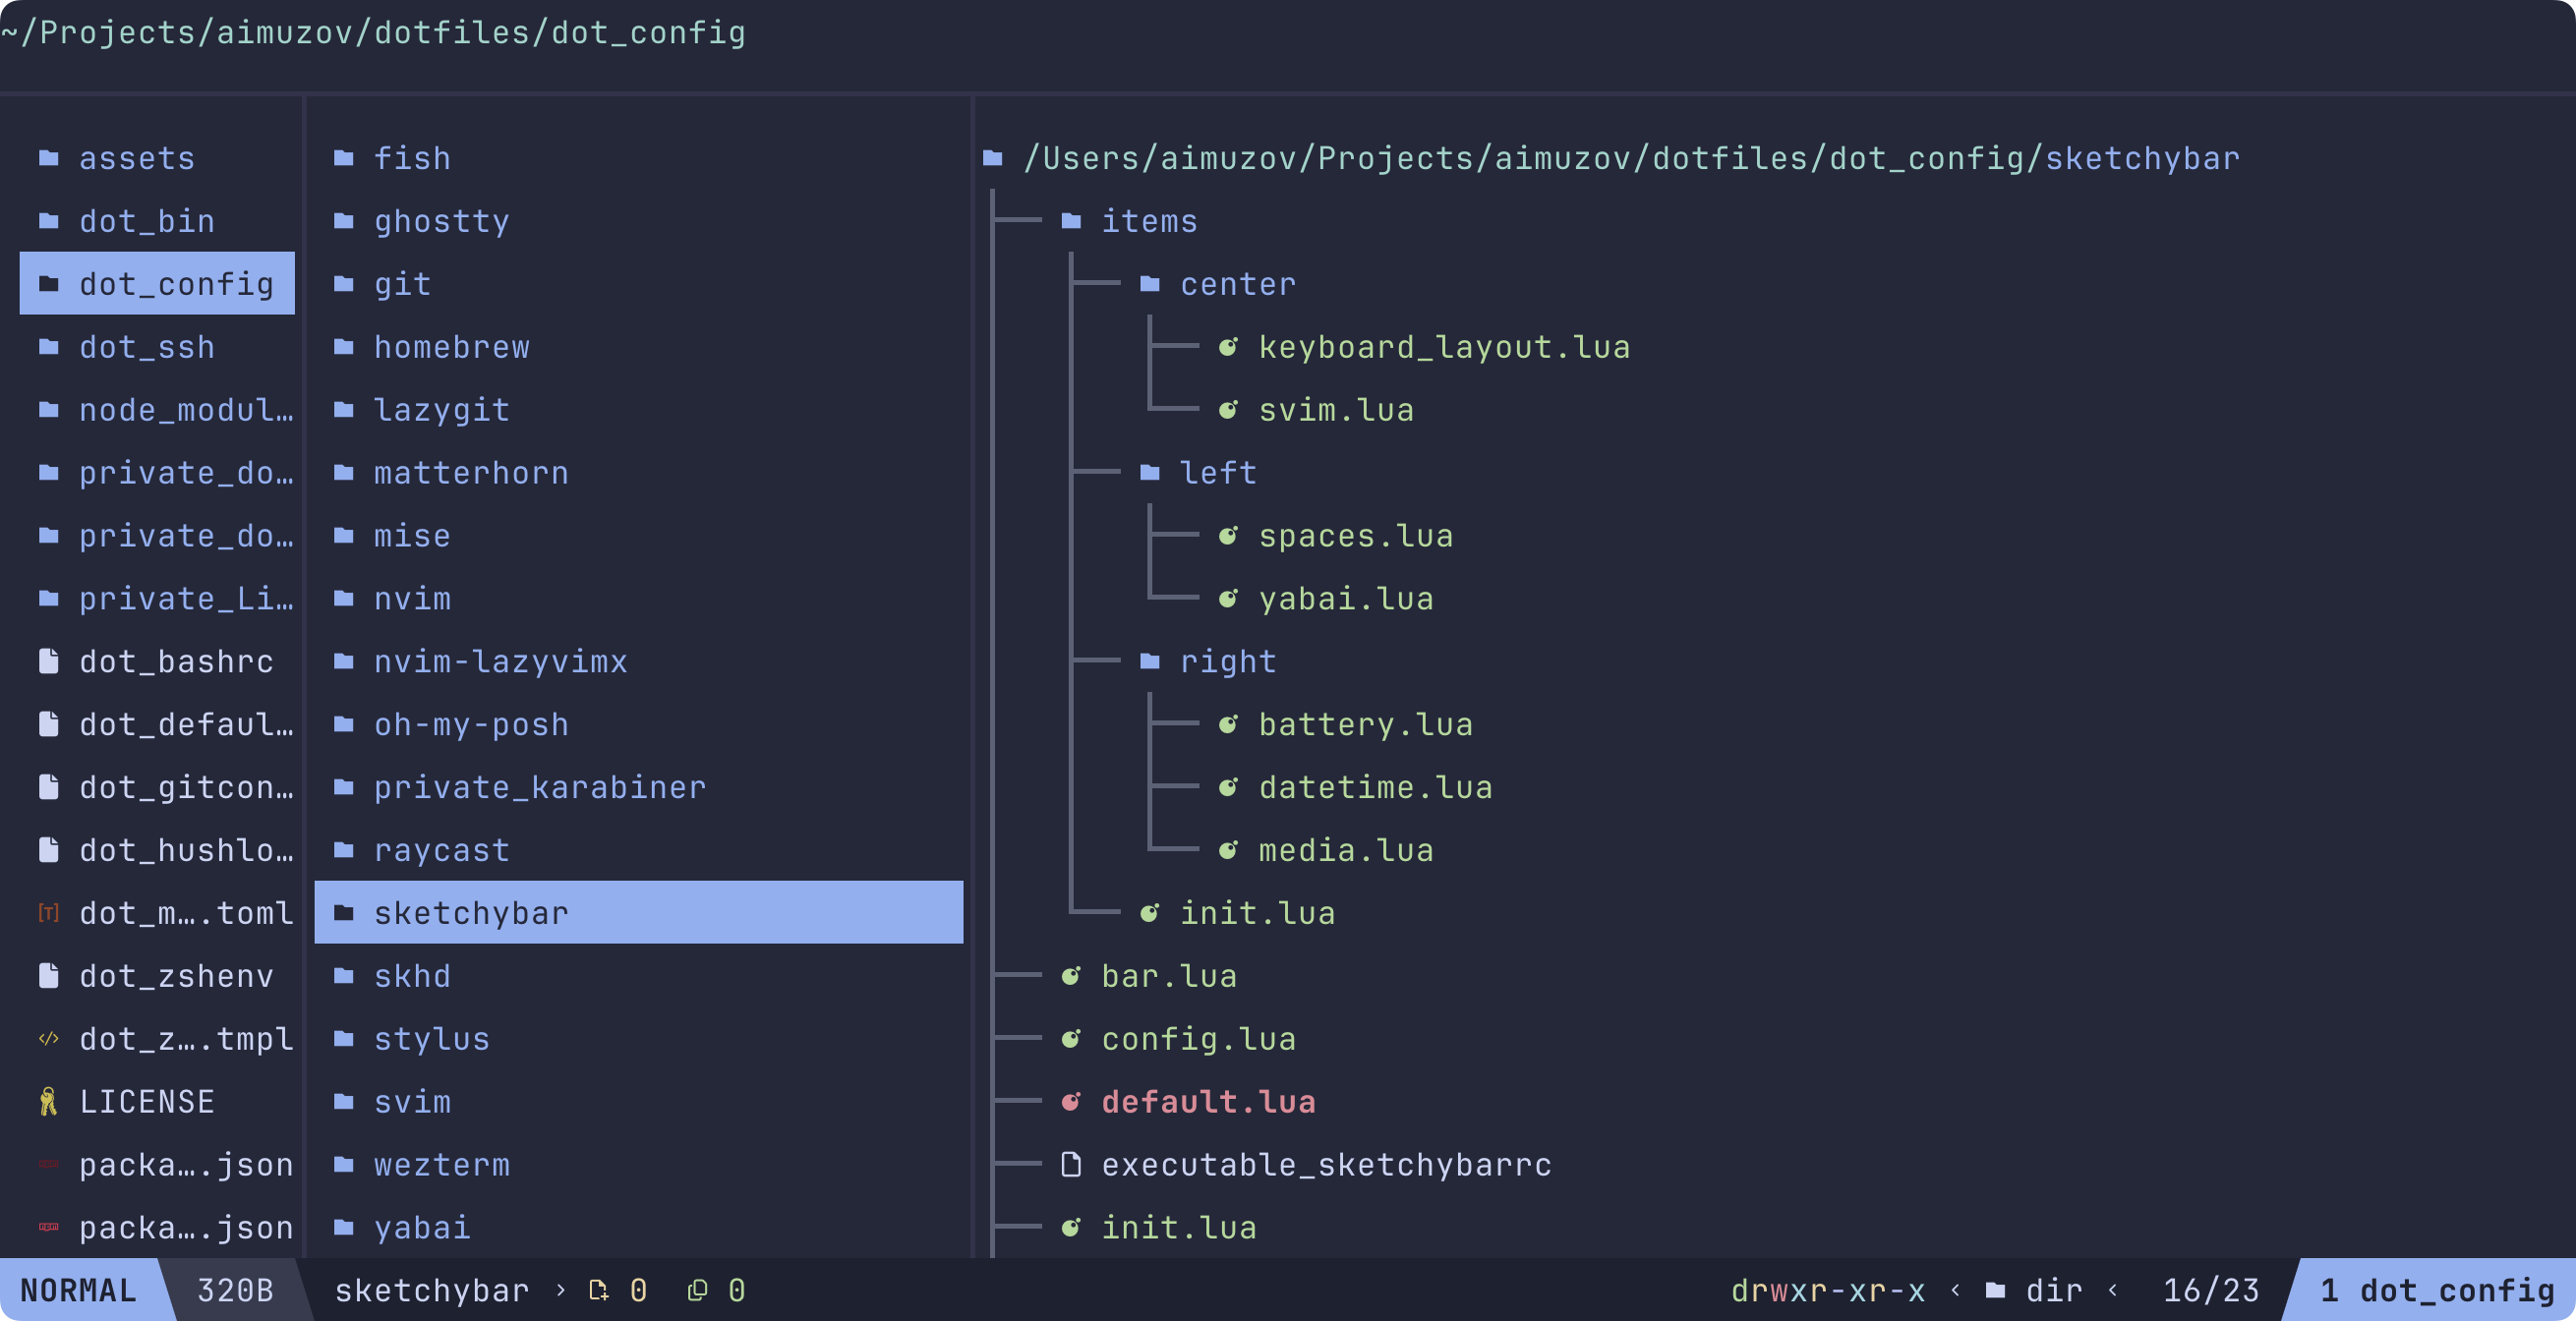 ~/Projects/aimuzov/dotfiles/dot_config
assets
dot_bin
dot_config
dot_ssh
node_modul…
private_do…
private_do…
private_Li…
dot_bashrc
dot_defaul…
dot_gitcon…
dot_hushlo…
dot_m….toml
dot_zshenv
dot_z….tmpl
LICENSE
packa….json
packa….json
fish
ghostty
git
homebrew
lazygit
matterhorn
mise
nvim
nvim-lazyvimx
oh-my-posh
private_karabiner
raycast
sketchybar
skhd
stylus
svim
wezterm
yabai
/Users/aimuzov/Projects/aimuzov/dotfiles/dot_config/sketchybar
items
center
keyboard_layout.lua
svim.lua
left
spaces.lua
yabai.lua
right
battery.lua
datetime.lua
media.lua
init.lua
bar.lua
config.lua
default.lua
executable_sketchybarrc
init.lua
NORMAL 320B sketchybar › 0 0 drwxr-xr-x ‹ dir ‹ 16/23 1 dot_config